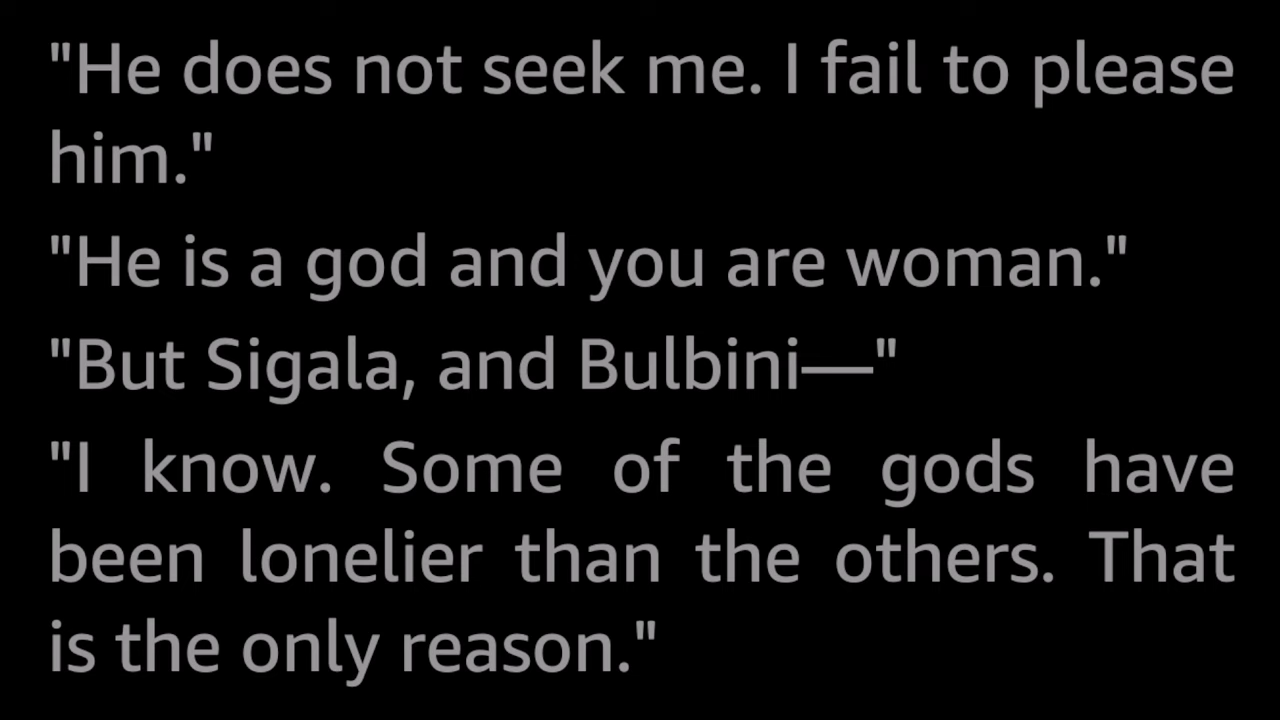 "He does not seek me. I fail to please
him."
"He is a god and you are woman."
"But Sigala, and Bulbini—"
"I know. Some of the gods have
been lonelier than the others. That
is the only reason."